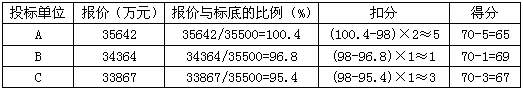 投标单位 报价（万元） 报价与标底的比例（%） 扣分 得分
A 35642 35642/35500=100.4 (100.4-98)×2≈5 70-5=65
B 34364 34364/35500=96.8 (98-96.8)×1≈1 70-1=69
C 33867 33867/35500=95.4 (98-95.4)×1≈3 70-3=67